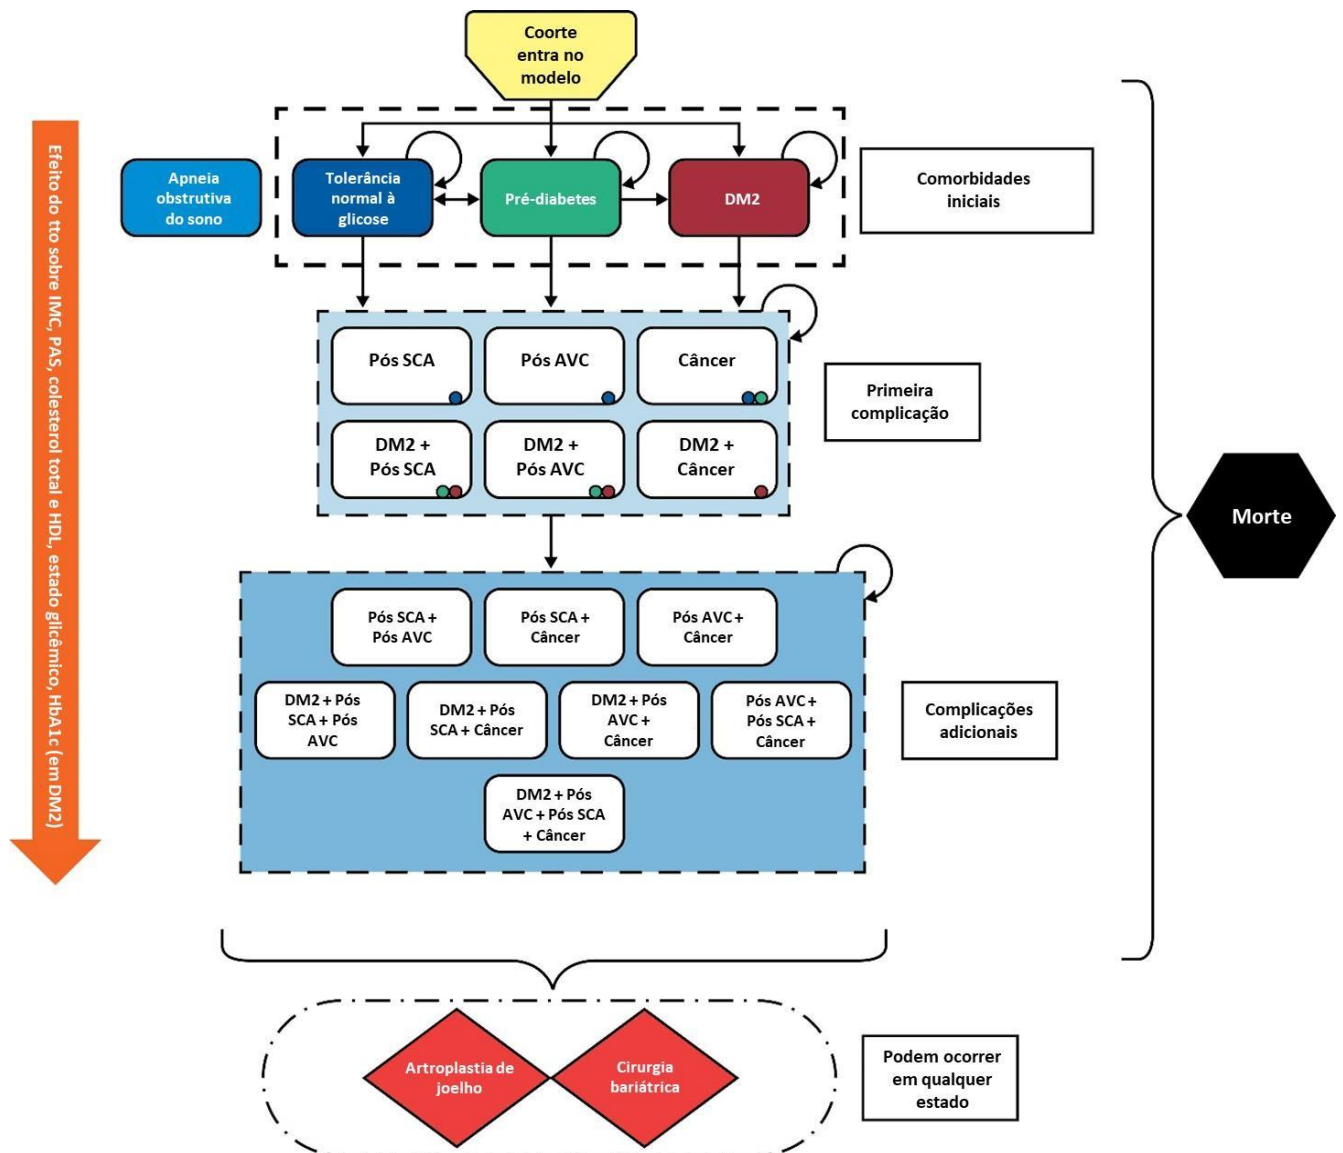 Coorte
entra no
modelo
Efeito do tto sobre IMC, PAS, colesterol total e HDL, estado glicêmico, HbA1c (em DM2)
Apneia
obstrutiva
do sono
Tolerância
normal à
glicose
Pré-diabetes
DM2
Comorbidades
iniciais
Pós SCA
Pós AVC
Câncer
DM2 +
Pós SCA
DM2 +
Pós AVC
DM2 +
Câncer
Primeira
complicação
Morte
Pós SCA +
Pós AVC
Pós SCA +
Câncer
Pós AVC +
Câncer
DM2 + Pós
SCA + Pós
AVC
DM2 + Pós
SCA + Câncer
DM2 + Pós
AVC +
Câncer
Pós AVC +
Pós SCA +
Câncer
DM2 + Pós
AVC + Pós SCA
+ Câncer
Complicações
adicionais
Artroplastia de
joelho
Cirurgia
bariátrica
Podem ocorrer
em qualquer
estado